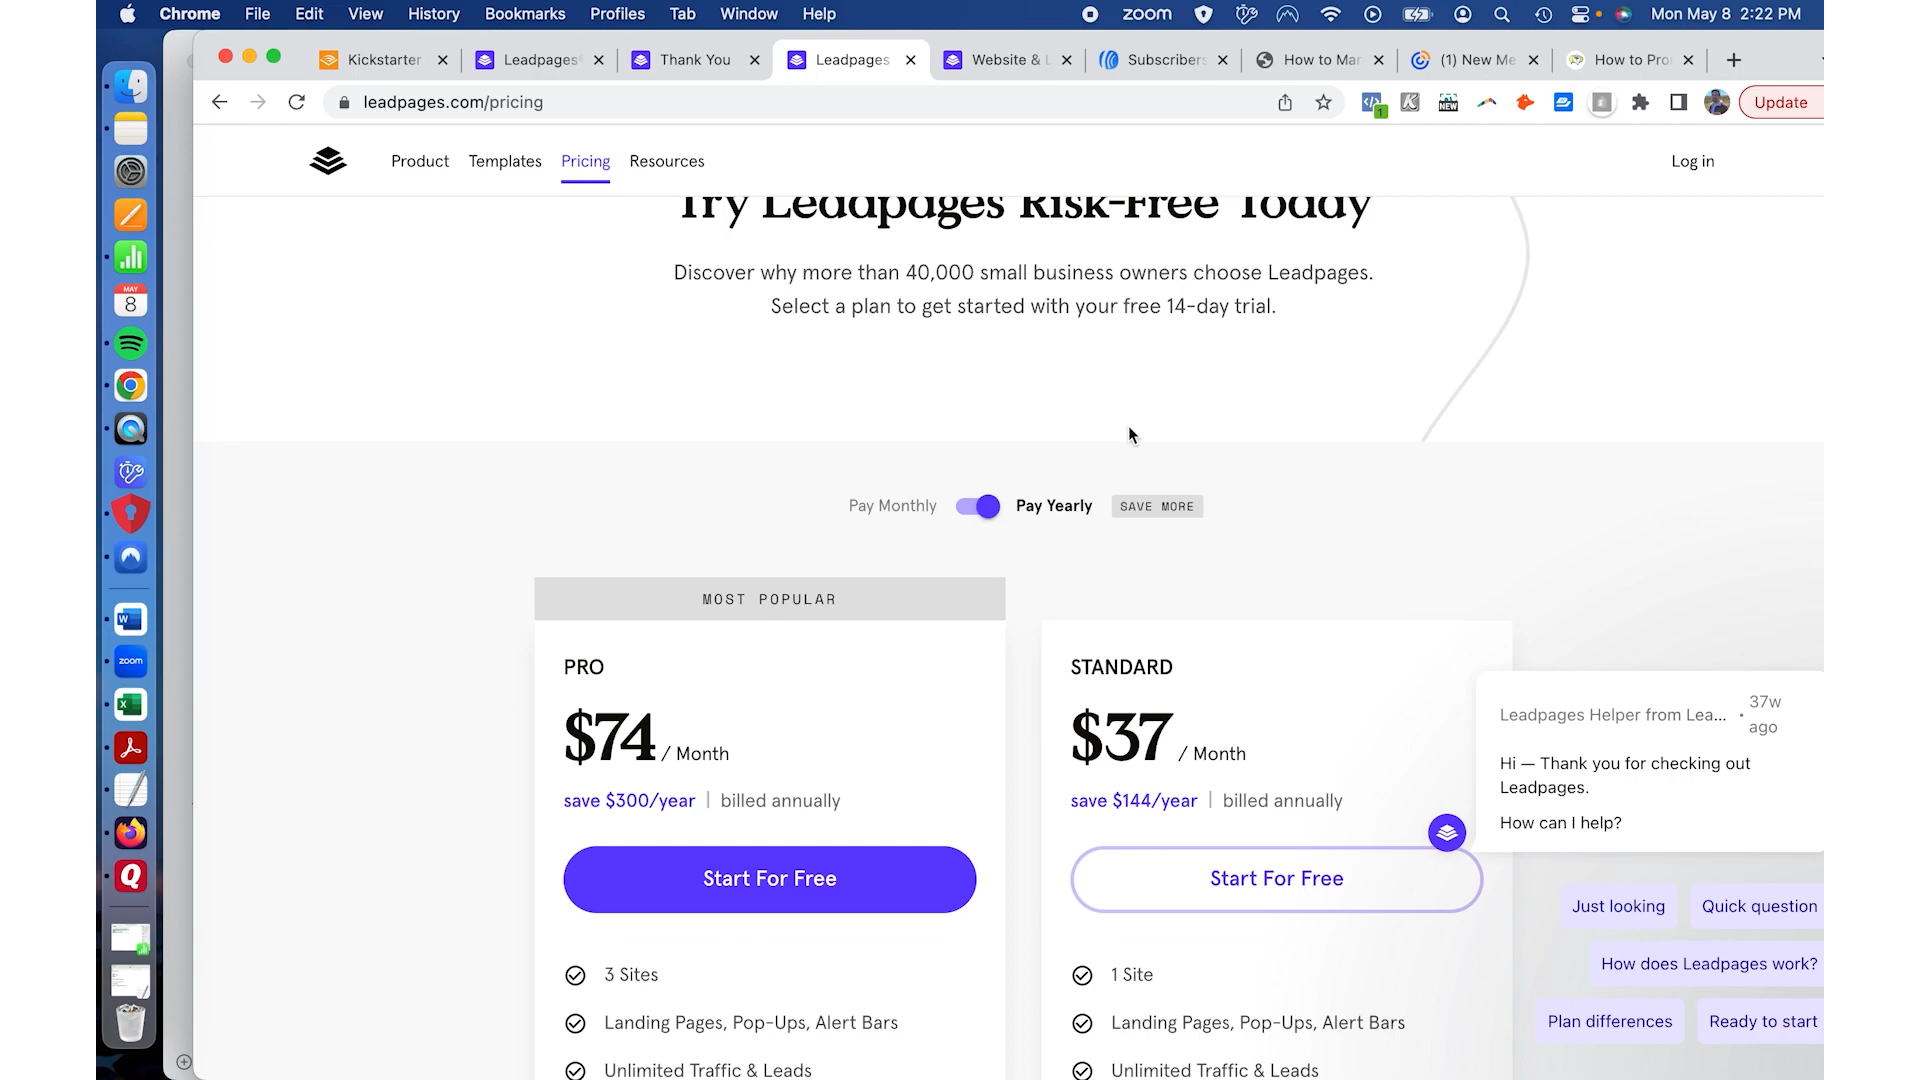 Chrome File Edit View History Bookmarks Profiles Tab Window Help
zoom
Mon May 8 2:22 PM
Kickstarter
Leadpages
Thank You
Leadpages
Website & L
Subscribers
How to Mar
(1) New Me
How to Pro
leadpages.com/pricing
NEW
1
Update
Product Templates Pricing Resources
Log in
Try Leadpages Risk-Free Today
Discover why more than 40,000 small business owners choose Leadpages.
Select a plan to get started with your free 14-day trial.
Pay Monthly Pay Yearly SAVE MORE
MOST POPULAR
PRO
$74 / Month
save $300/year | billed annually
Start For Free
3 Sites
Landing Pages, Pop-Ups, Alert Bars
Unlimited Traffic & Leads
STANDARD
$37 / Month
save $144/year | billed annually
Start For Free
1 Site
Landing Pages, Pop-Ups, Alert Bars
Unlimited Traffic & Leads
Leadpages Helper from Lea... • 37w ago
Hi — Thank you for checking out
Leadpages.
How can I help?
Just looking
Quick question
How does Leadpages work?
Plan differences
Ready to start
MAY
8
W
zoom
X
Q